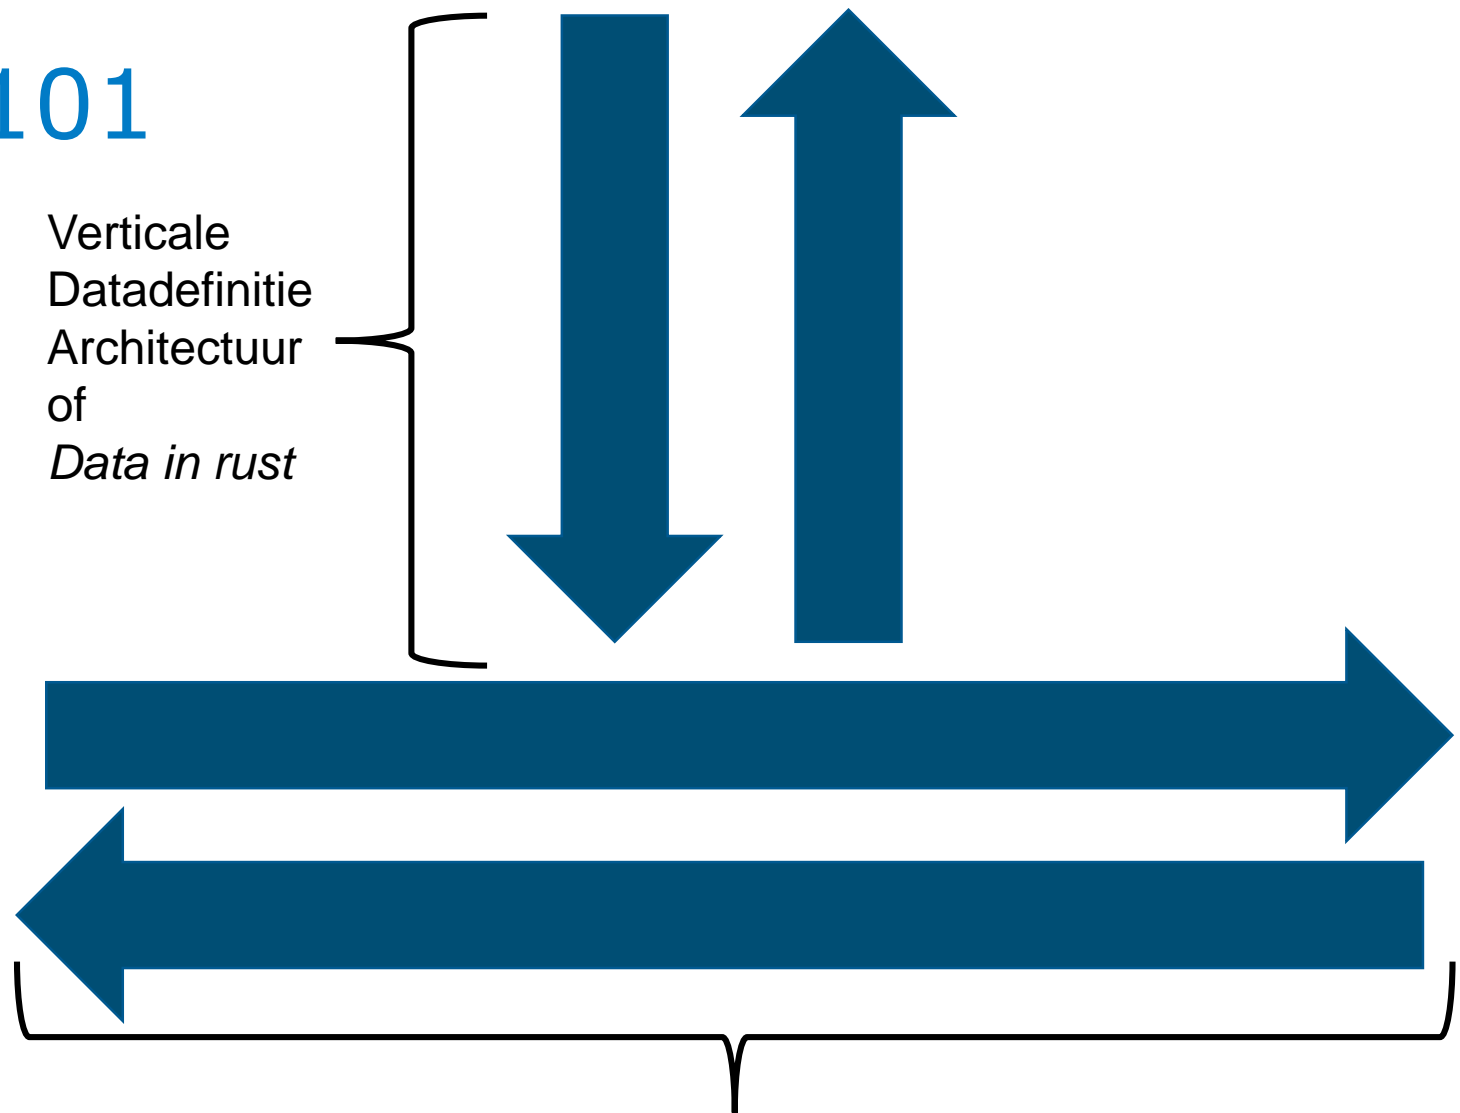 101
Verticale
Datadefinitie
Architectuur
of
Data in rust